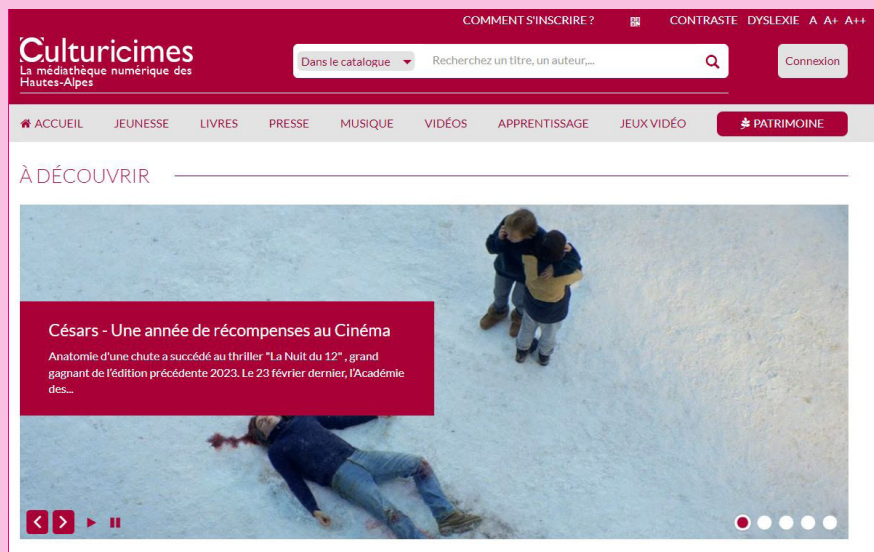 COMMENT S'INSCRIRE ?
CONTRASTE DYSLEXIE A A+ A++
Culturicimes
La médiathèque numérique des
Hautes-Alpes
Dans le catalogue
Recherchez un titre, un auteur,...
Connexion
ACCUEIL JEUNESSE LIVRES PRESSE MUSIQUE VIDÉOS APPRENTISSAGE JEUX VIDÉO PATRIMOINE
À DÉCOUVRIR
Césars - Une année de récompenses au Cinéma
Anatomie d'une chute a succédé au thriller "La Nuit du 12" , grand
gagnant de l'édition précédente 2023. Le 23 février dernier, l'Académie
des...